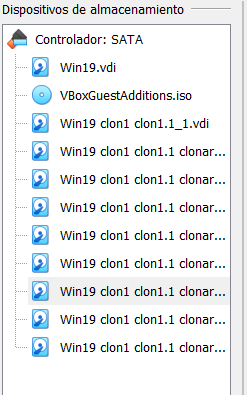 Dispositivos de almacenamiento
Controlador: SATA
Win19.vdi
VBoxGuestAdditions.iso
Win19 clon1 clon1.1_1.vdi
Win19 clon1 clon1.1 clonar...
Win19 clon1 clon1.1 clonar...
Win19 clon1 clon1.1 clonar...
Win19 clon1 clon1.1 clonar...
Win19 clon1 clon1.1 clonar...
Win19 clon1 clon1.1 clonar...
Win19 clon1 clon1.1 clonar...
Win19 clon1 clon1.1 clonar...